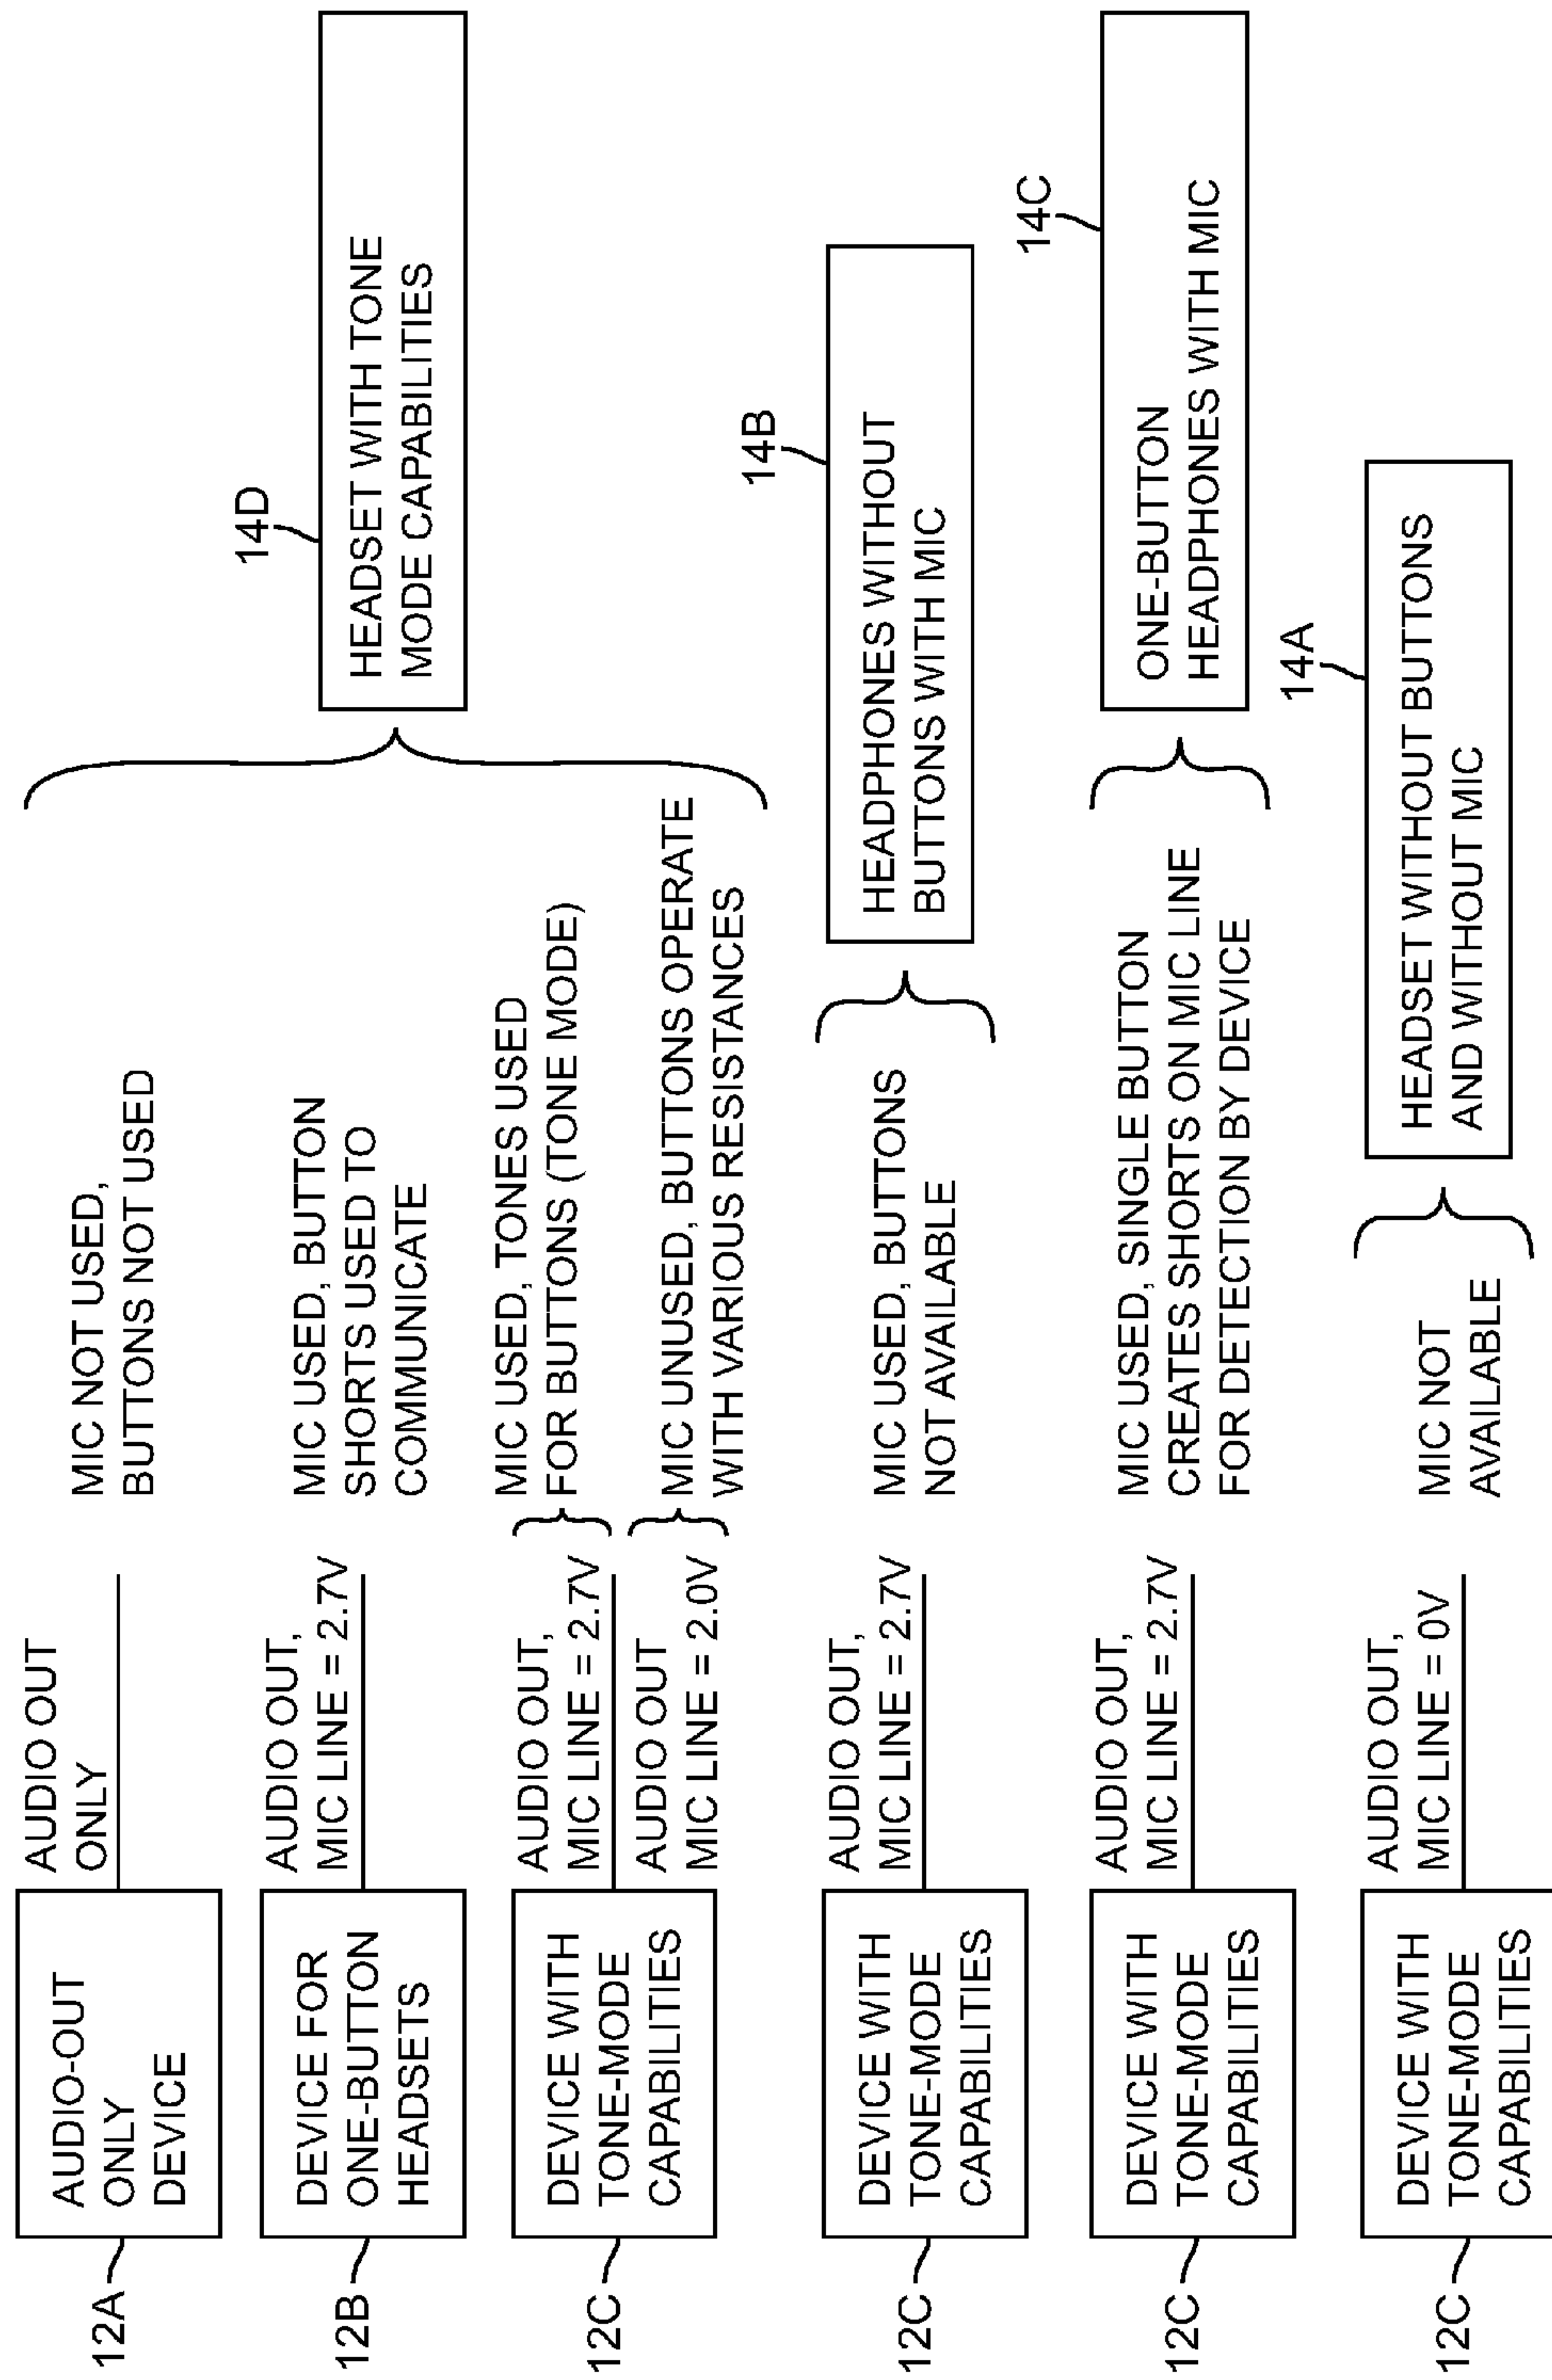 12A
AUDIO-OUT
ONLY
DEVICE
AUDIO OUT
ONLY
MIC NOT USED,
BUTTONS NOT USED
12B
DEVICE FOR
ONE-BUTTON
HEADSETS
AUDIO OUT,
MIC LINE = 2.7V
MIC USED, BUTTON
SHORTS USED TO
COMMUNICATE
12C
DEVICE WITH
TONE-MODE
CAPABILITIES
AUDIO OUT,
MIC LINE = 2.7V
AUDIO OUT
MIC LINE = 2.0V
MIC USED, TONES USED
FOR BUTTONS (TONE MODE)
MIC UNUSED, BUTTONS OPERATE
WITH VARIOUS RESISTANCES
14D
HEADSET WITH TONE
MODE CAPABILITIES
12C
DEVICE WITH
TONE-MODE
CAPABILITIES
AUDIO OUT,
MIC LINE = 2.7V
MIC USED, BUTTONS
NOT AVAILABLE
14B
HEADPHONES WITHOUT
BUTTONS WITH MIC
12C
DEVICE WITH
TONE-MODE
CAPABILITIES
AUDIO OUT,
MIC LINE = 2.7V
MIC USED, SINGLE BUTTON
CREATES SHORTS ON MIC LINE
FOR DETECTION BY DEVICE
14C
ONE-BUTTON
HEADPHONES WITH MIC
12C
DEVICE WITH
TONE-MODE
CAPABILITIES
AUDIO OUT,
MIC LINE = 0V
MIC NOT
AVAILABLE
14A
HEADSET WITHOUT BUTTONS
AND WITHOUT MIC